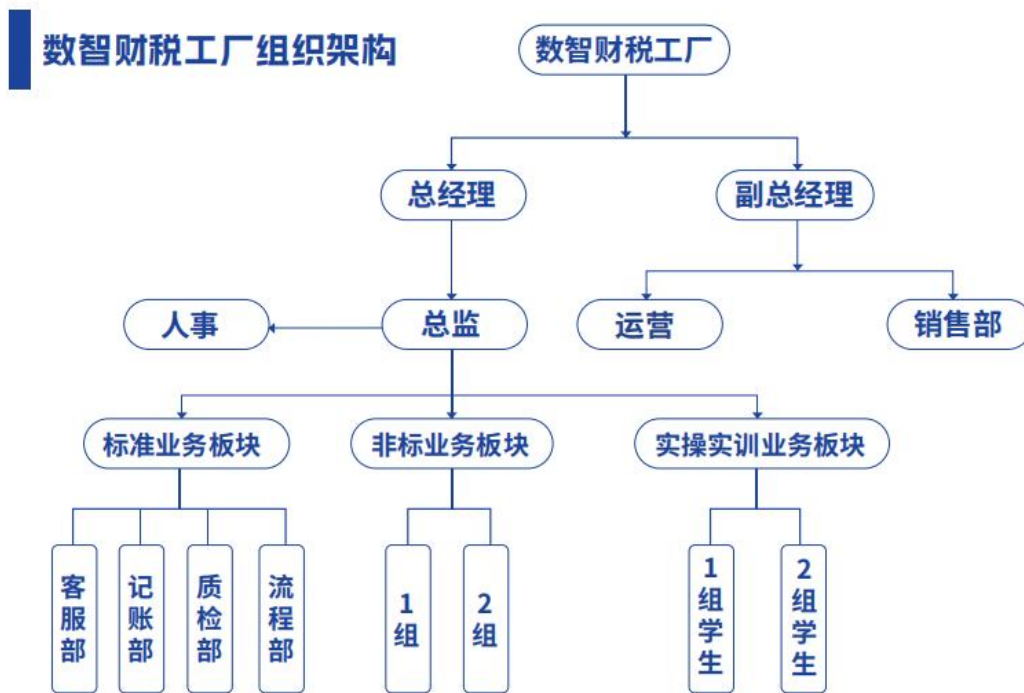 数智财税工厂组织架构
数智财税工厂
总经理
副总经理
人事
总监
运营
销售部
标准业务板块
非标业务板块
实操实训业务板块
客服部
记账部
质检部
流程部
1组
2组
1组学生
2组学生